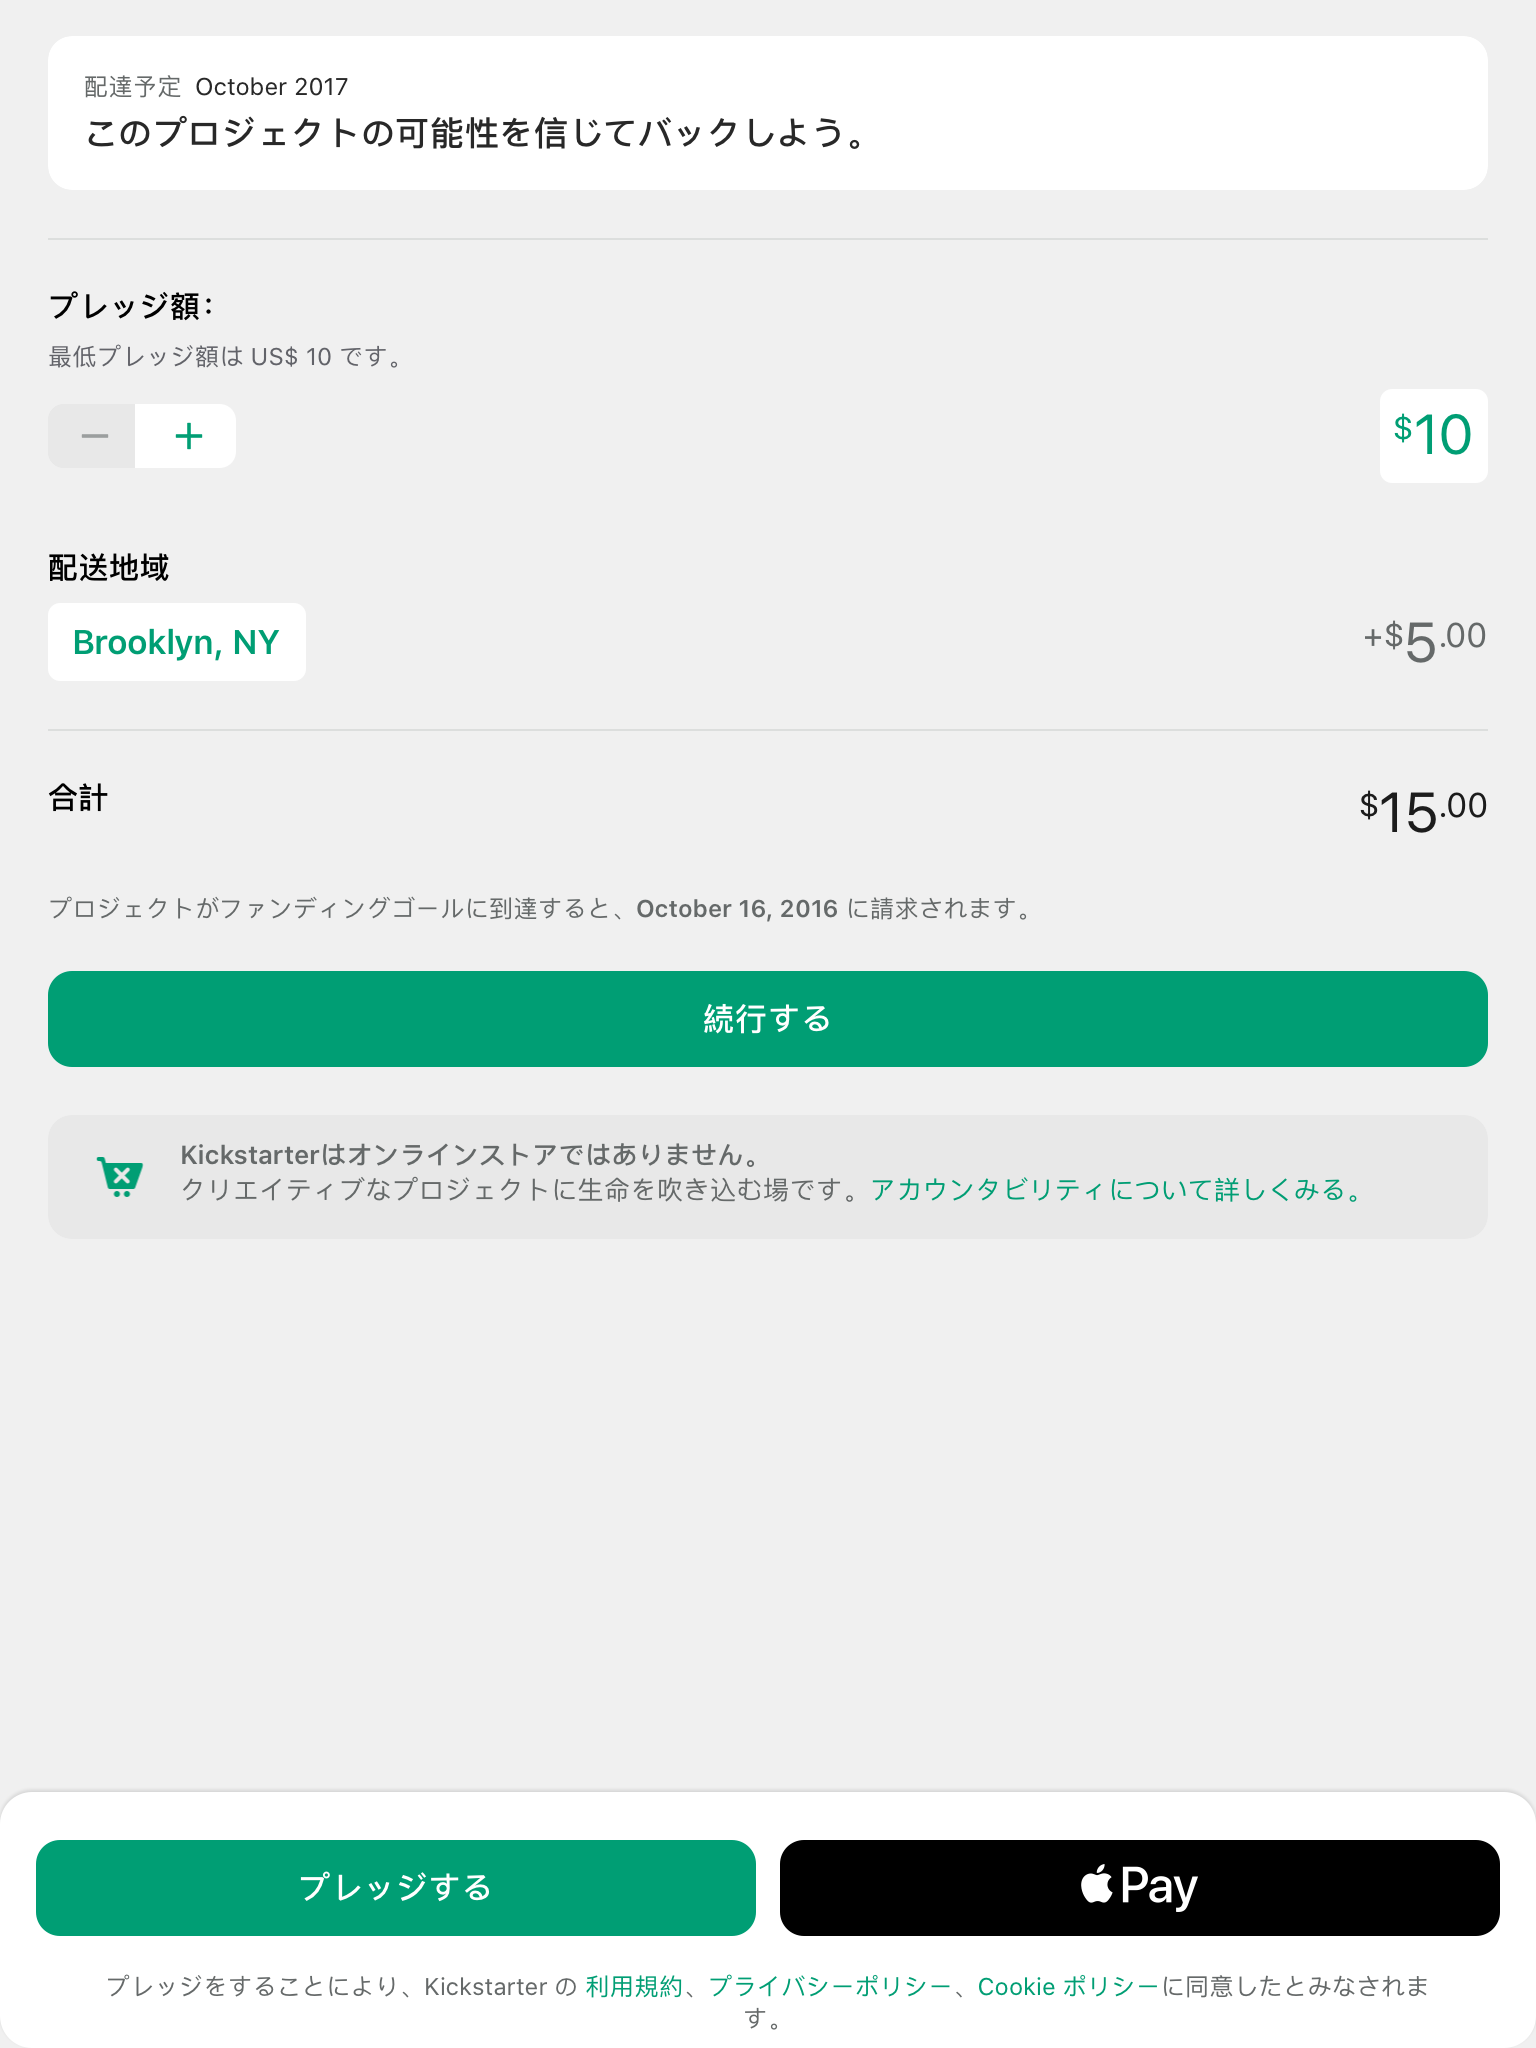 配達予定 October 2017
このプロジェクトの可能性を信じてバックしよう。
プレッジ額：
最低プレッジ額は US$ 10 です。
− +
$10
配送地域
Brooklyn, NY
+$5.00
合計
$15.00
プロジェクトがファンディングゴールに到達すると、October 16, 2016 に請求されます。
続行する
Kickstarterはオンラインストアではありません。
クリエイティブなプロジェクトに生命を吹き込む場です。アカウンタビリティについて詳しくみる。
プレッジする
Pay
プレッジをすることにより、Kickstarter の 利用規約、プライバシーポリシー、Cookie ポリシーに同意したとみなされま
す。